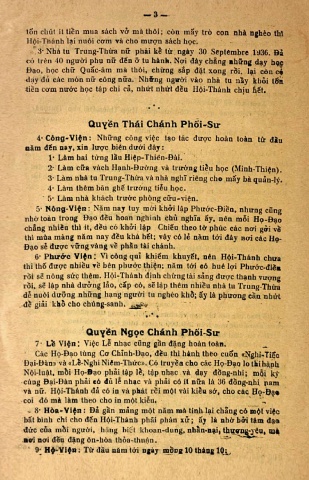 — 3 —
tốn chút ít tiền mua sách vở mà thôi; còn mấy trò con nhà nghèo thì
Hội-Thánh lại nuôi cơm và cho mượn sách học.
3· Nhà tu Trung-Thừa nữ phái kể từ ngày 30 Septembre 1936. Đã
có trên 40 người phụ nữ đến ở tu hành. Nơi đây chẳng những dạy học
Đạo, học chữ Quấc-âm mà thôi, chừng sắp đặt xong rồi, lại còn có
dạy đủ các món nữ công nữa. Những người vào nhà tu nầy khỏi tốn
tiền cơm nước học tập chi cả, nhứt nhứt đều Hội-Thánh chịu hết.
Quyền Thái Chánh Phối-Sư
4· Công-Viện: Những công việc tạo tác được hoàn toàn từ đầu
năm đến nay, xin lược biên dưới đây:
1· Làm hai từng lầu Hiệp-Thiên-Đài.
2· Làm cửa vách Hạnh-Đường và trường tiểu học (Minh-Thiện).
3· Làm nhà tu Trung-Thừa và nhà nghỉ riêng cho mấy bà quản-lý.
4· Làm thêm bàn ghế trường tiểu học.
5· Làm nhà khách trước phòng cửu-viện.
5· Nông-Viện: Năm nay tuy mới khởi lập Phước-Điền, nhưng cũng
nhờ toàn trong Đạo đều hoan nghinh chủ nghĩa ấy, nên mỗi Họ-Đạo
chẳng nhiều thì ít, đều có khởi lập Chiếu theo tờ phúc các nơi gởi về
thì mùa màng năm nay đều khá hết; vậy có lẽ năm tới đây nơi các Họ-
Đạo sẽ được vững vàng về phần tài chánh.
6· Phước Viện: Vì công quỉ khiếm khuyết, nên Hội-Thánh chưa
thi thố được nhiều về bên phước thiện; năm tới có huê lợi Phước-điền
rồi sẽ nông sức thêm. Hội-Thánh định chừng tài sảng được thạnh vượng
rồi, sẽ lập nhà dưỡng lão, cấp cô, sẽ lập thêm nhiều nhà tu Trung-Thừa
để nuôi dưỡng những hạng người tu nghèo khổ; ấy là phương cần nhứt
để giải khổ cho chúng-sanh,
Quyền Ngọc Chánh Phối-Sư
7· Lễ Viện: Việc Lễ nhạc cũng gần đặng hoàn toàn.
Các Họ-Đạo tùng Cơ Chỉnh-Đạo, đều thi hành theo cuốn «Nghi-Tiết
Đại-Đàn» và «Lễ-Nghi Niệm-Thức». Có truyền cho các Họ-Đạo lo thi hành
Nội-luật, mỗi Họ-Đạo phải tập lễ, tập nhạc và dạy đồng-nhi; mỗi kỳ
cúng Đại-Đàn phải có đủ lễ nhạc và phải có ít nữa là 36 đồng-nhi nam
và nữ. Hội-Thánh đã có in và phát rồi một vài kiểu sớ, cho các Họ-Đạo
coi đó mà làm theo cho in một kiểu.
8· Hòa-Viện: Đã gần mảng một năm mà tịnh lại chẳng có một việc
bất bình chi cho đến Hội-Thánh phải phân xử; ấy là nhờ bởi tâm đạo
đức của mỗi người, hằng biết khoan-dung, nhẫn-nại, thương-yêu, mà
nơi nơi đều đặng ôn-hòa thỏa-thuận.
9· Hộ-Viện: Từ đầu năm tới ngày mồng 10 tháng 10